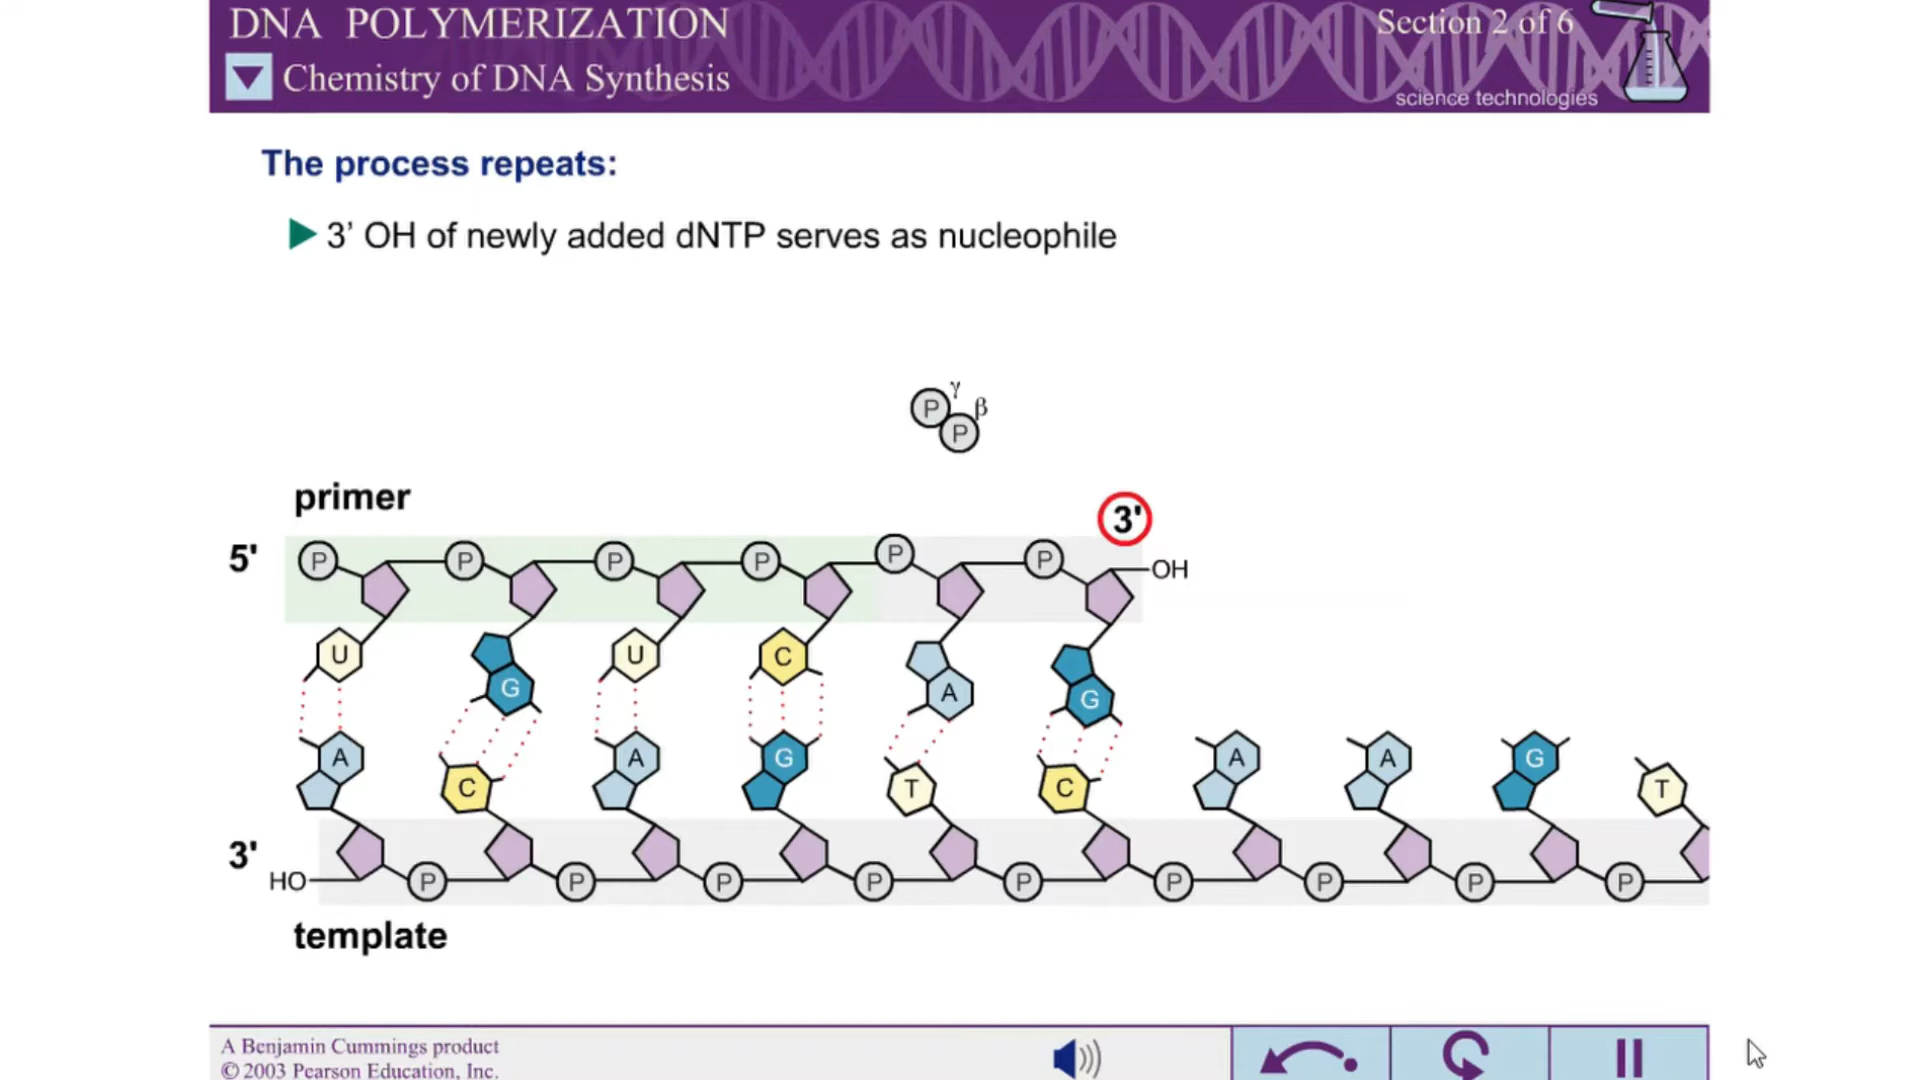 DNA POLYMERIZATION
Section 2 of 6
Chemistry of DNA Synthesis
science technologies
The process repeats:
3’ OH of newly added dNTP serves as nucleophile
P γ
P β
primer
3'
5' P P P P P P OH
U G U C A G
A C A G T C A A G T
3' HO P P P P P P P P P
template
A Benjamin Cummings product
© 2003 Pearson Education, Inc.